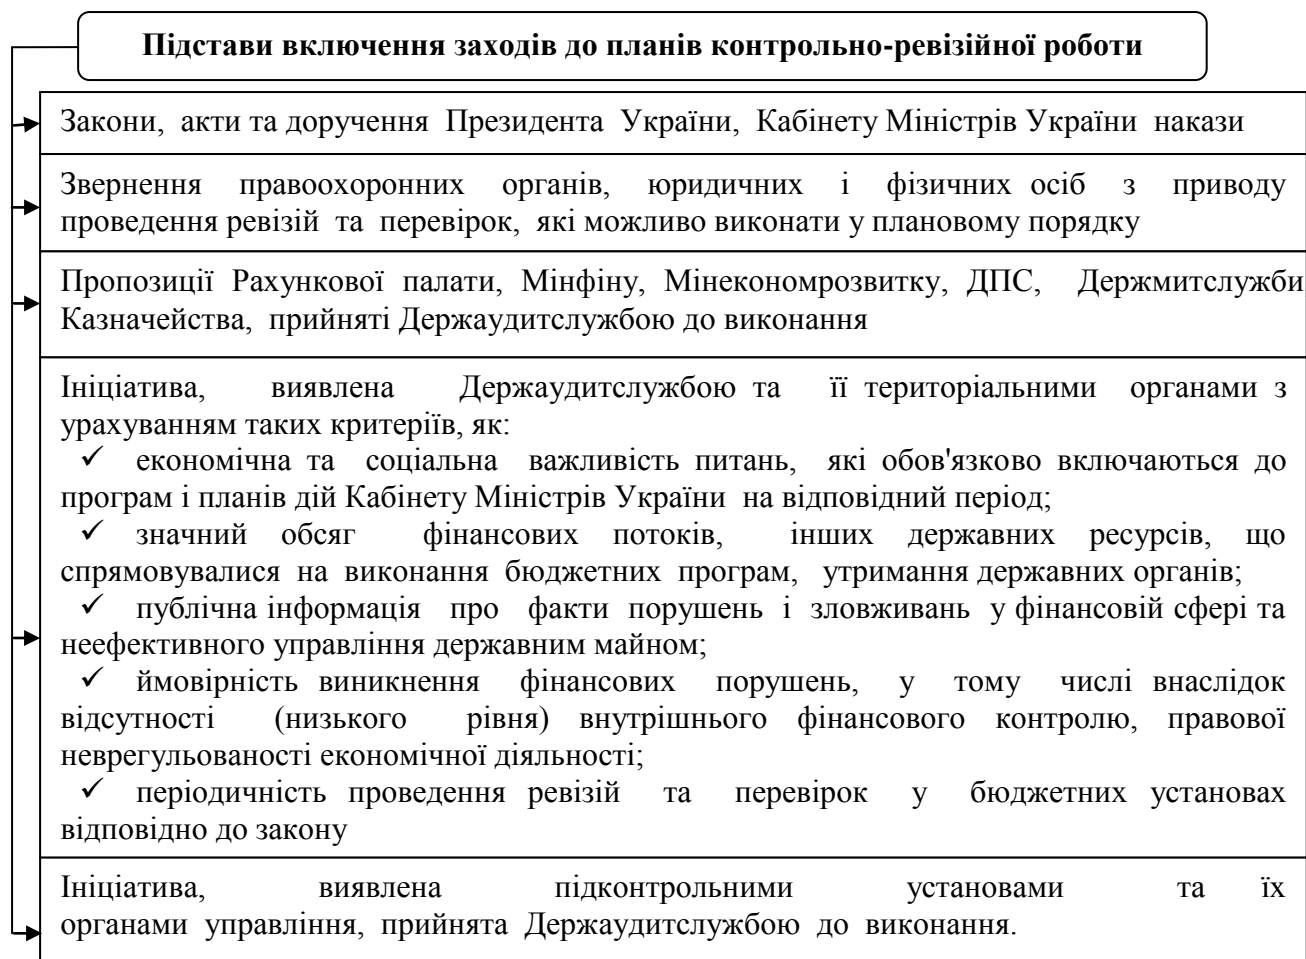 Підстави включення заходів до планів контрольно-ревізійної роботи
Закони, акти та доручення Президента України, Кабінету Міністрів України накази
Звернення правоохоронних органів, юридичних і фізичних осіб з приводу
проведення ревізій та перевірок, які можливо виконати у плановому порядку
Пропозиції Рахункової палати, Мінфіну, Мінекономрозвитку, ДПС, Держмитслужби
Казначейства, прийняті Держаудитслужбою до виконання
Ініціатива, виявлена Держаудитслужбою та її територіальними органами з
урахуванням таких критеріїв, як:
✓ економічна та соціальна важливість питань, які обов'язково включаються до
програм і планів дій Кабінету Міністрів України на відповідний період;
✓ значний обсяг фінансових потоків, інших державних ресурсів, що
спрямовувалися на виконання бюджетних програм, утримання державних органів;
✓ публічна інформація про факти порушень і зловживань у фінансовій сфері та
неефективного управління державним майном;
✓ ймовірність виникнення фінансових порушень, у тому числі внаслідок
відсутності (низького рівня) внутрішнього фінансового контролю, правової
неврегульованості економічної діяльності;
✓ періодичність проведення ревізій та перевірок у бюджетних установах
відповідно до закону
Ініціатива, виявлена підконтрольними установами та їх
органами управління, прийнята Держаудитслужбою до виконання.